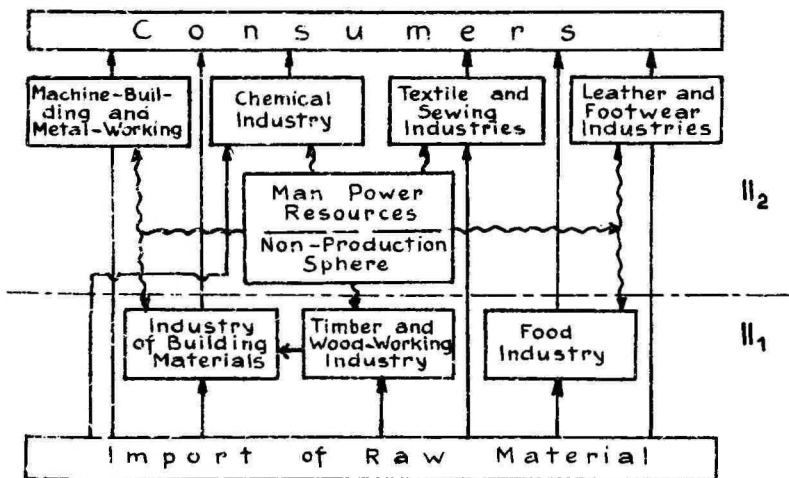 Consumers
Machine-Buil-
ding and
Metal-Working
Chemical
Industry
Textile and
Sewing
Industries
Leather and
Footwear
Industries
Man Power
Resources
Non-Production
Sphere
II2
Industry
of Building
Materials
Timber and
Wood-Working
Industry
Food
Industry
II1
Import of Raw Material